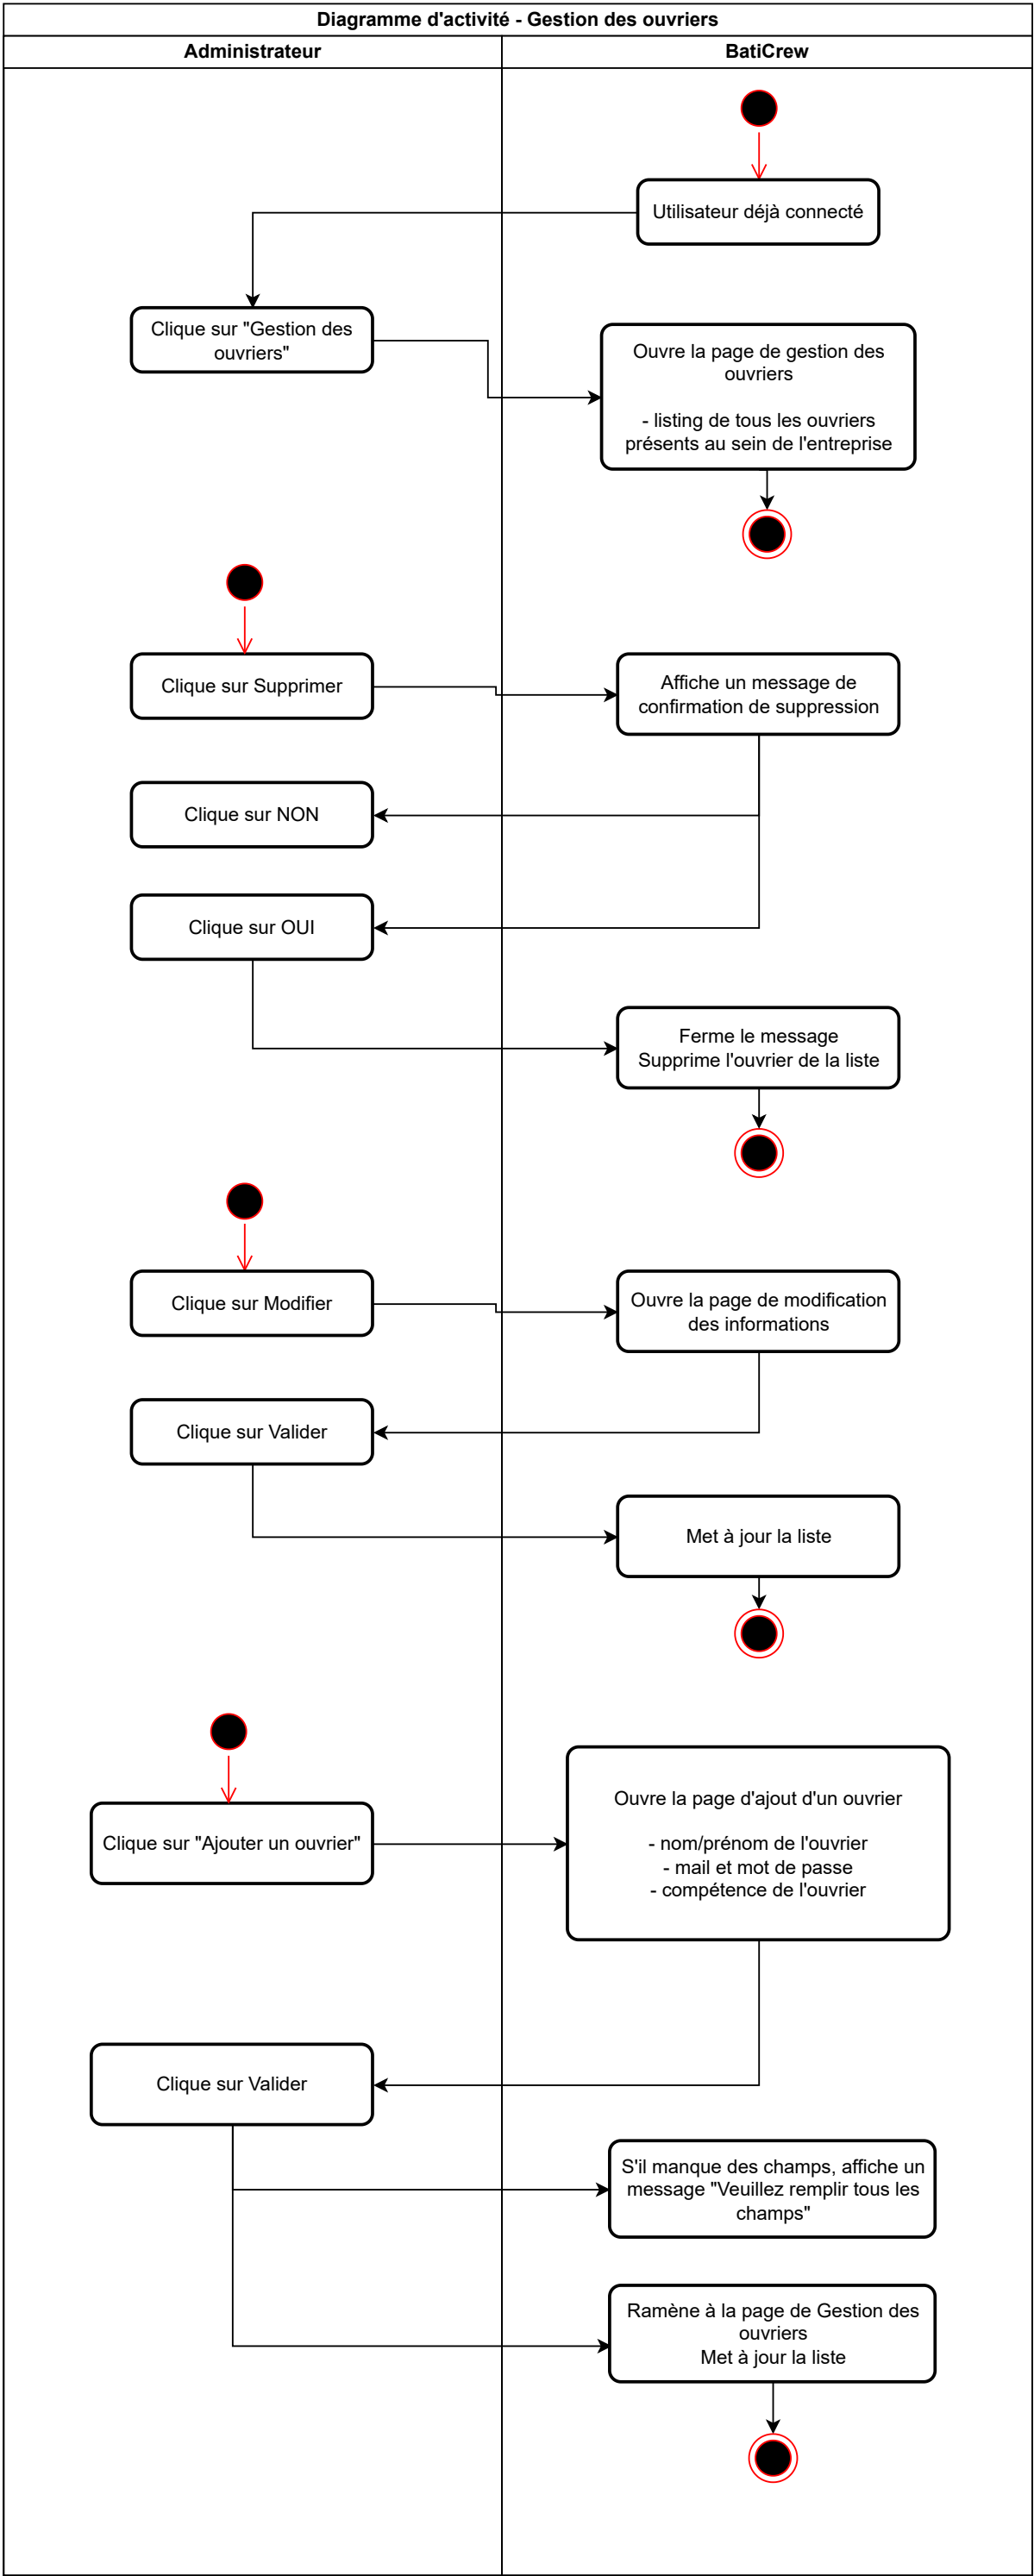 Diagramme d'activité - Gestion des ouvriers
Administrateur
BatiCrew
Utilisateur déjà connecté
Clique sur "Gestion des
ouvriers"
Ouvre la page de gestion des
ouvriers
- listing de tous les ouvriers
présents au sein de l'entreprise
Clique sur Supprimer
Affiche un message de
confirmation de suppression
Clique sur NON
Clique sur OUI
Ferme le message
Supprime l'ouvrier de la liste
Clique sur Modifier
Ouvre la page de modification
des informations
Clique sur Valider
Met à jour la liste
Clique sur "Ajouter un ouvrier"
Ouvre la page d'ajout d'un ouvrier
- nom/prénom de l'ouvrier
- mail et mot de passe
- compétence de l'ouvrier
Clique sur Valider
S'il manque des champs, affiche un
message "Veuillez remplir tous les
champs"
Ramène à la page de Gestion des
ouvriers
Met à jour la liste